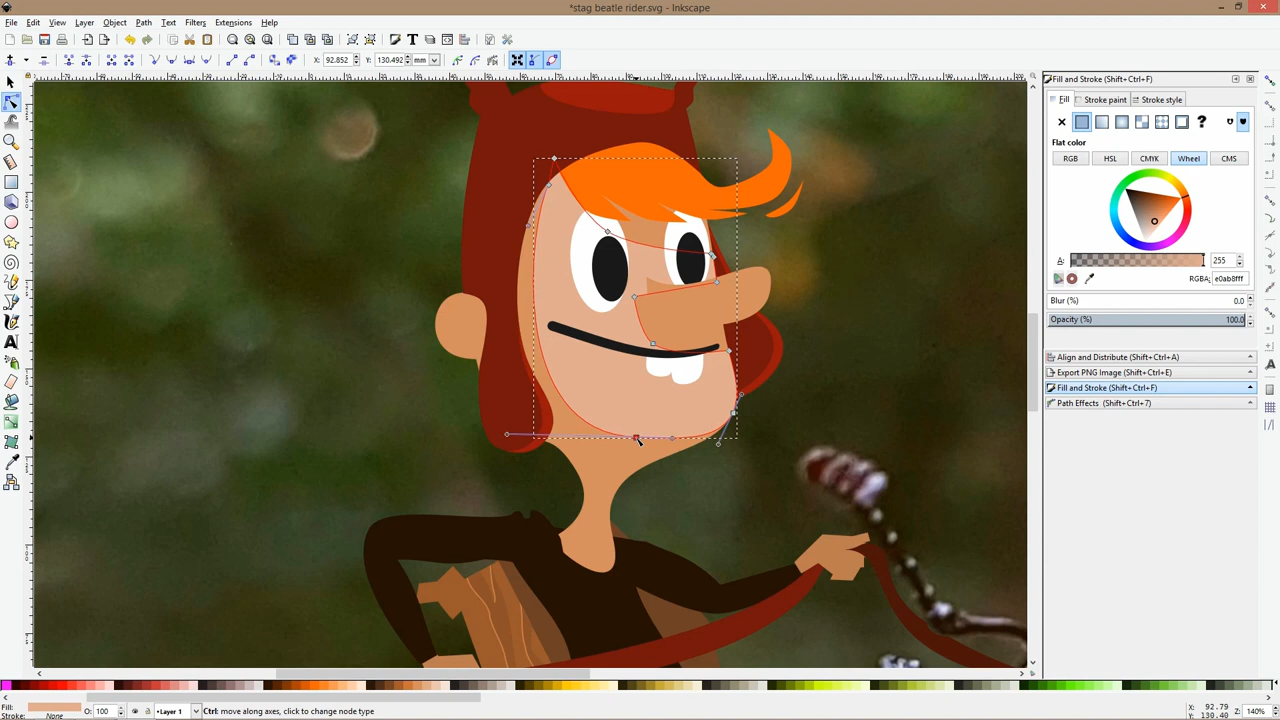 *stag beatle rider.svg - Inkscape
File Edit View Layer Object Path Text Filters Extensions Help
X: 92.852 Y: 130.492 mm
Fill and Stroke (Shift+Ctrl+F)
Fill Stroke paint Stroke style
Flat color
RGB HSL CMYK Wheel CMS
A: 255
RGBA: e0ab8fff
Blur (%) 0.0
Opacity (%) 100.0
Align and Distribute (Shift+Ctrl+A)
Export PNG Image (Shift+Ctrl+E)
Fill and Stroke (Shift+Ctrl+F)
Path Effects (Shift+Ctrl+7)
Fill:
Stroke: None
O: 100
•Layer 1
Ctrl: move along axes, click to change node type
X: 92.79
Y: 130.40
Z: 140%